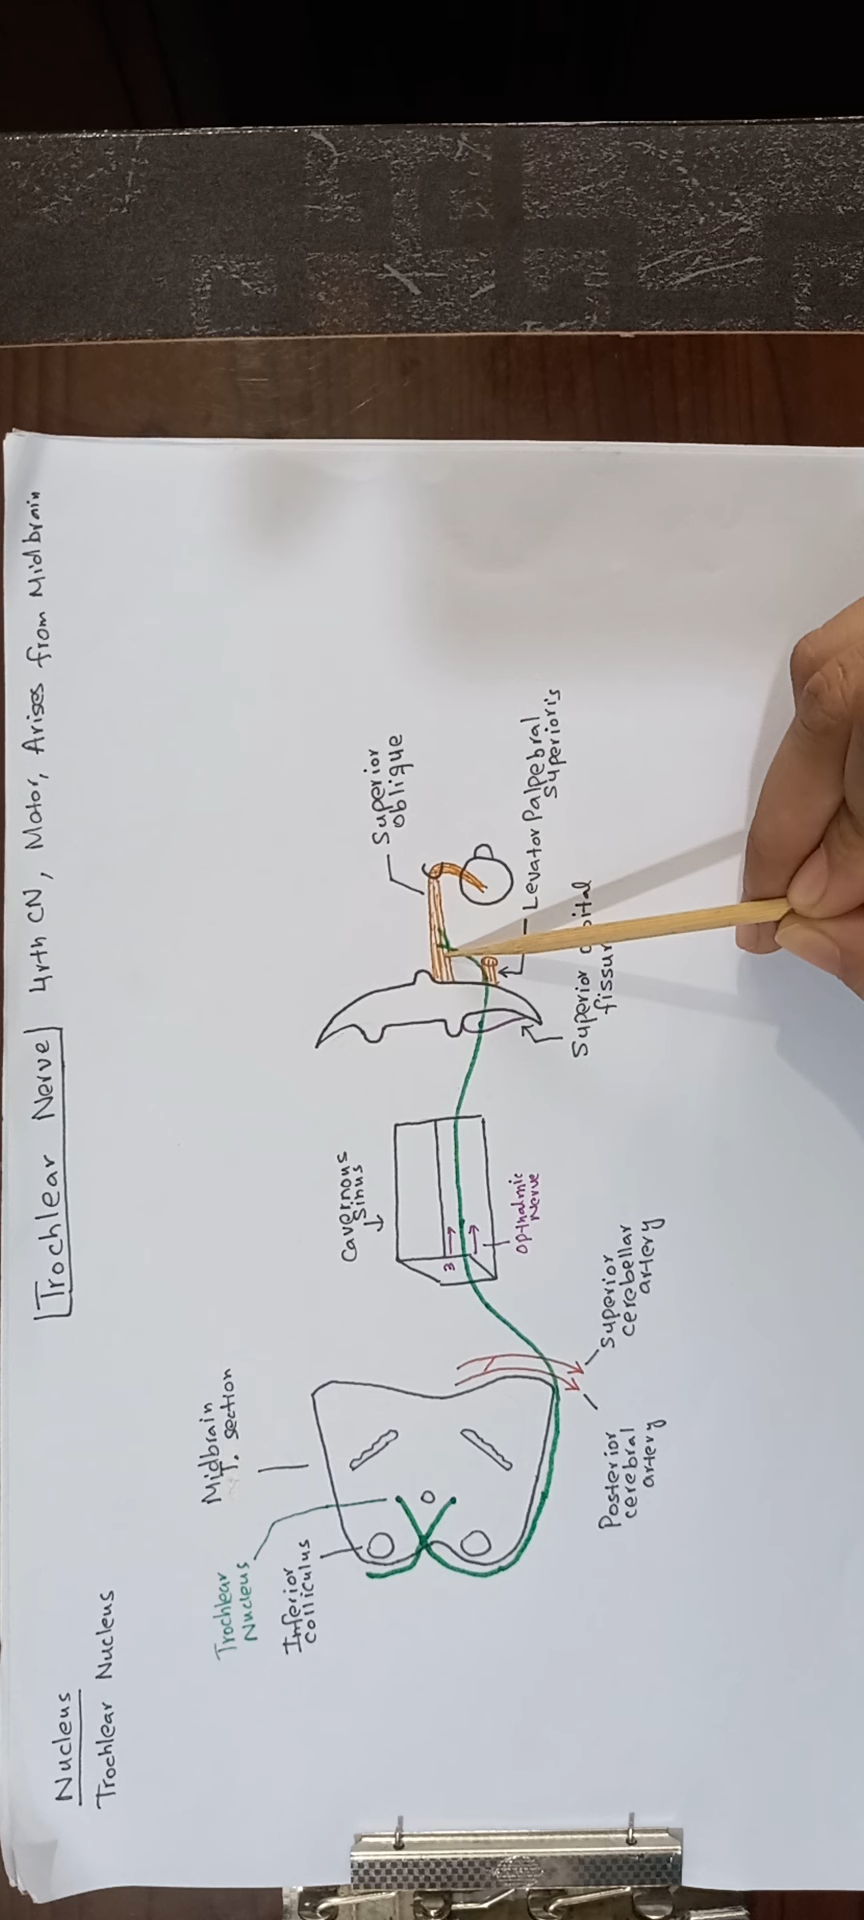 Trochlear Nerve 4rth CN, Motor, Arises from Midbrain
Nucleus
Trochlear Nucleus
Trochlear
Nucleus
Inferior
colliculus
Midbrain
T. section
Cavernous
Sinus
3
Opthalmic
Nerve
Superior
oblique
Levator Palpebral
Superioris
Superior
fissur
Superior
cerebellar
artery
Posterior
cerebral
artery